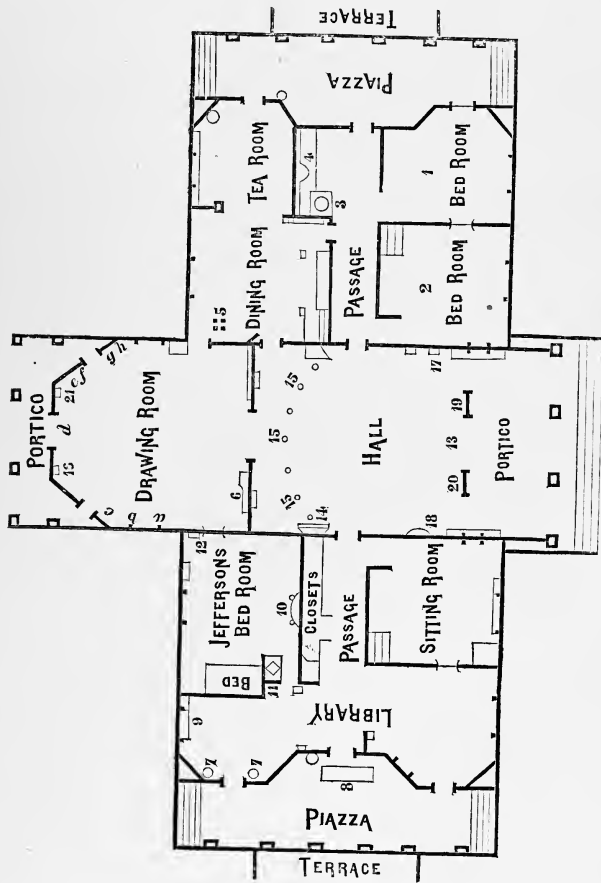 TERRACE
PIAZZA
TEA ROOM
4
3
1
BED ROOM
DINING ROOM
5
PASSAGE
2
BED ROOM
PORTICO
d
21
e f
g h
16
c
b
a
DRAWING ROOM
6
15
15
15
14
HALL
17
19
13
20
18
PORTICO
12
JEFFERSONS
BED ROOM
BED
11
10
CLOSETS
PASSAGE
SITTING ROOM
9
LIBRARY
7
7
8
PIAZZA
TERRACE